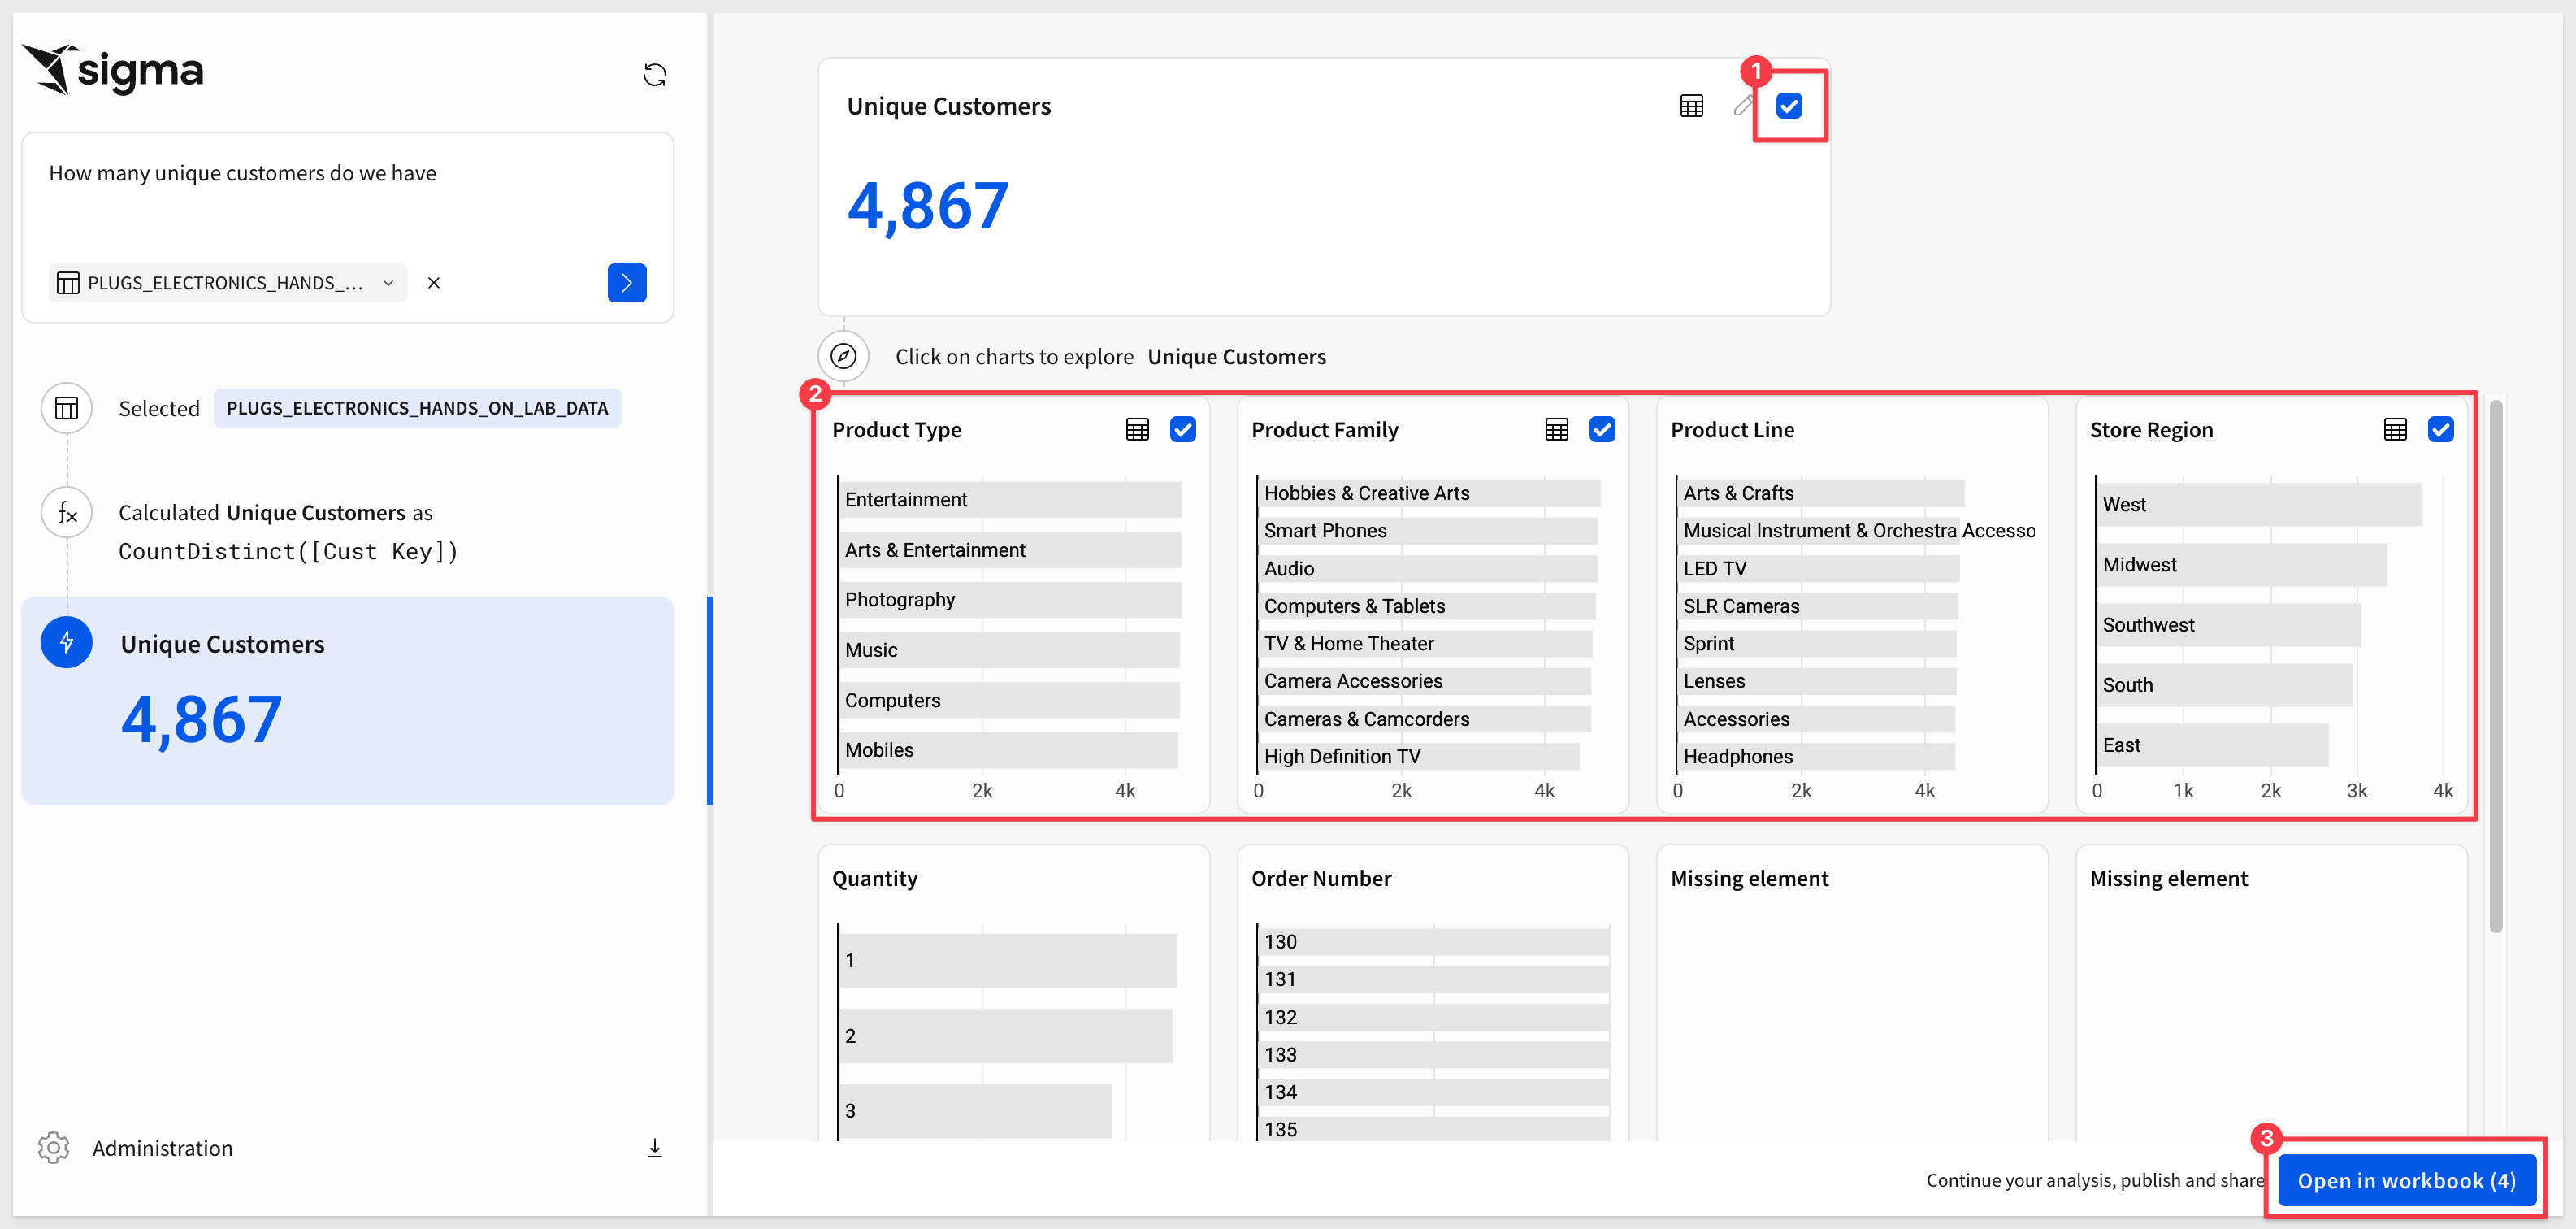 sigma
How many unique customers do we have
PLUGS_ELECTRONICS_HANDS_...
Selected PLUGS_ELECTRONICS_HANDS_ON_LAB_DATA
Calculated Unique Customers as
CountDistinct([Cust Key])
Unique Customers
4,867
Administration
1
Unique Customers
4,867
Click on charts to explore Unique Customers
2
Product Type
Entertainment
Arts & Entertainment
Photography
Music
Computers
Mobiles
0 2k 4k
Product Family
Hobbies & Creative Arts
Smart Phones
Audio
Computers & Tablets
TV & Home Theater
Camera Accessories
Cameras & Camcorders
High Definition TV
0 2k 4k
Product Line
Arts & Crafts
Musical Instrument & Orchestra Accesso
LED TV
SLR Cameras
Sprint
Lenses
Accessories
Headphones
0 2k 4k
Store Region
West
Midwest
Southwest
South
East
0 1k 2k 3k 4k
Quantity
1
2
3
Order Number
130
131
132
133
134
135
Missing element
Missing element
3
Continue your analysis, publish and share
Open in workbook (4)